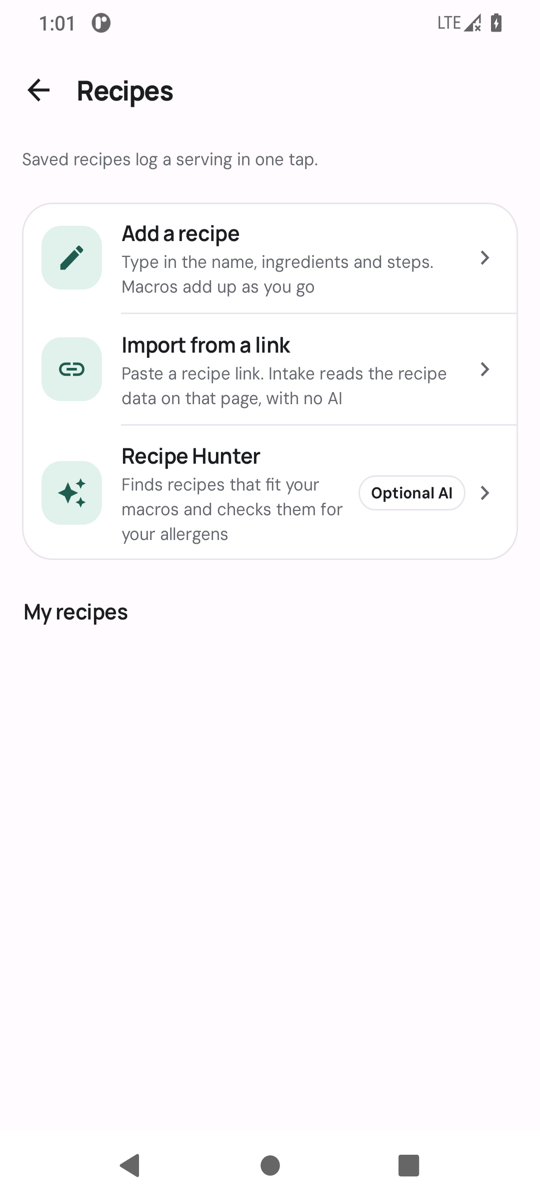 1:01
LTE
Recipes
Saved recipes log a serving in one tap.
Add a recipe
Type in the name, ingredients and steps.
Macros add up as you go
Import from a link
Paste a recipe link. Intake reads the recipe
data on that page, with no AI
Recipe Hunter
Finds recipes that fit your
macros and checks them for
your allergens
Optional AI
My recipes